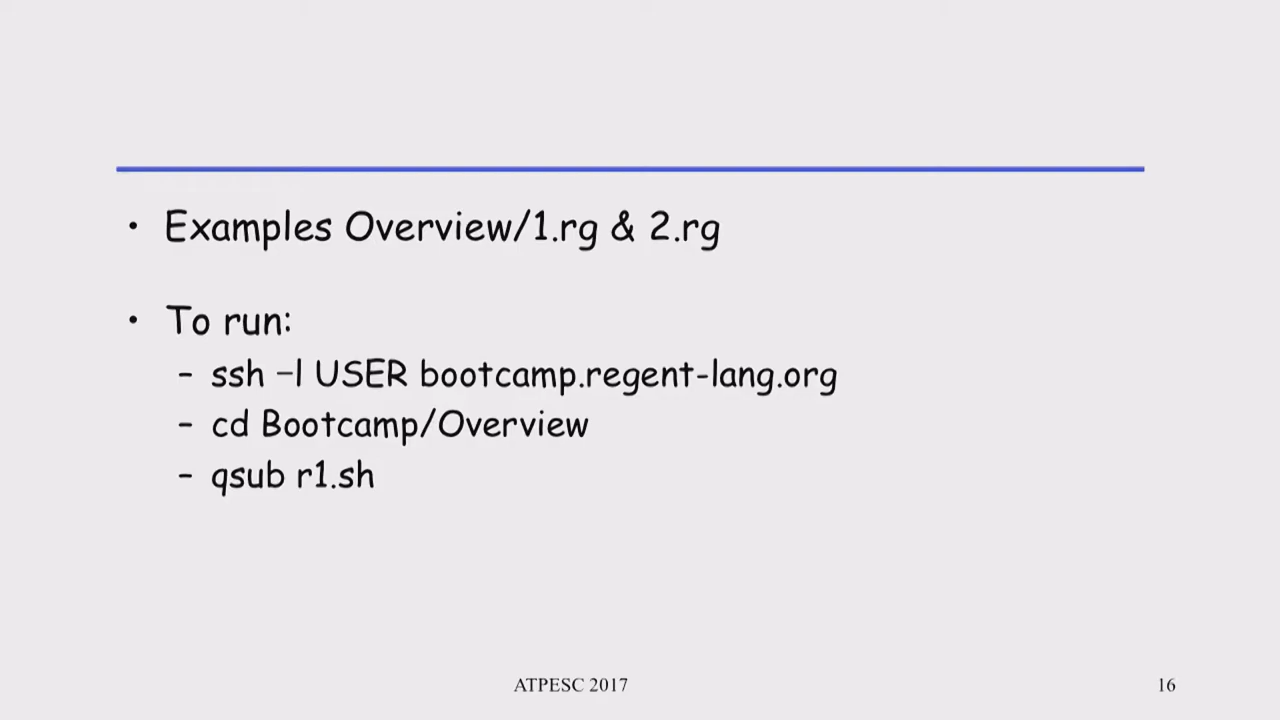 • Examples Overview/1.rg & 2.rg
• To run:
– ssh –l USER bootcamp.regent-lang.org
– cd Bootcamp/Overview
– qsub r1.sh
ATPESC 2017
16